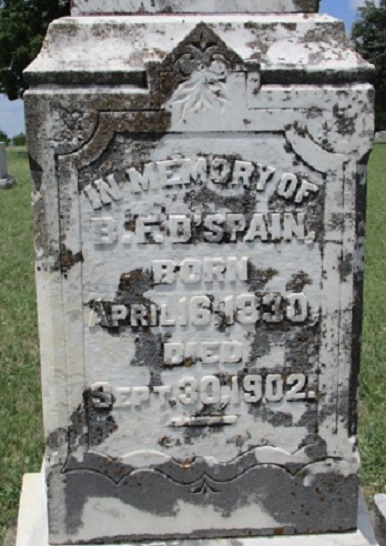 IN MEMORY OF
B. F. D'SPAIN.
BORN
APRIL 16, 1830,
DIED
SEPT. 30, 1902.